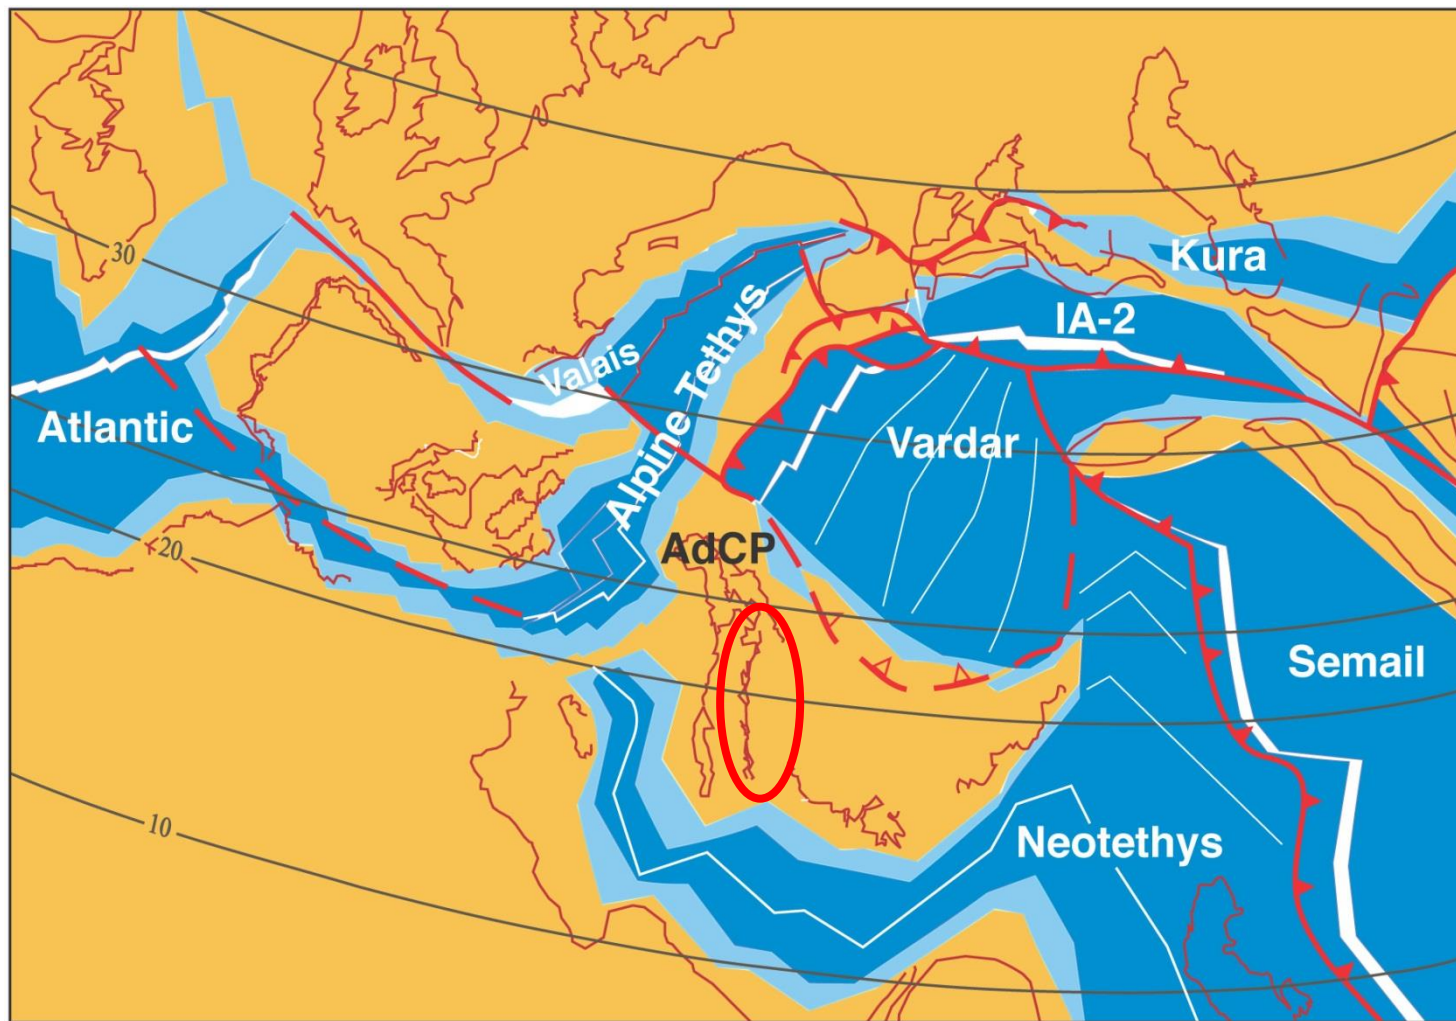 30
Kura
IA-2
Valais
Alpine Tethys
Atlantic
Vardar
AdCP
20
Semail
10
Neotethys